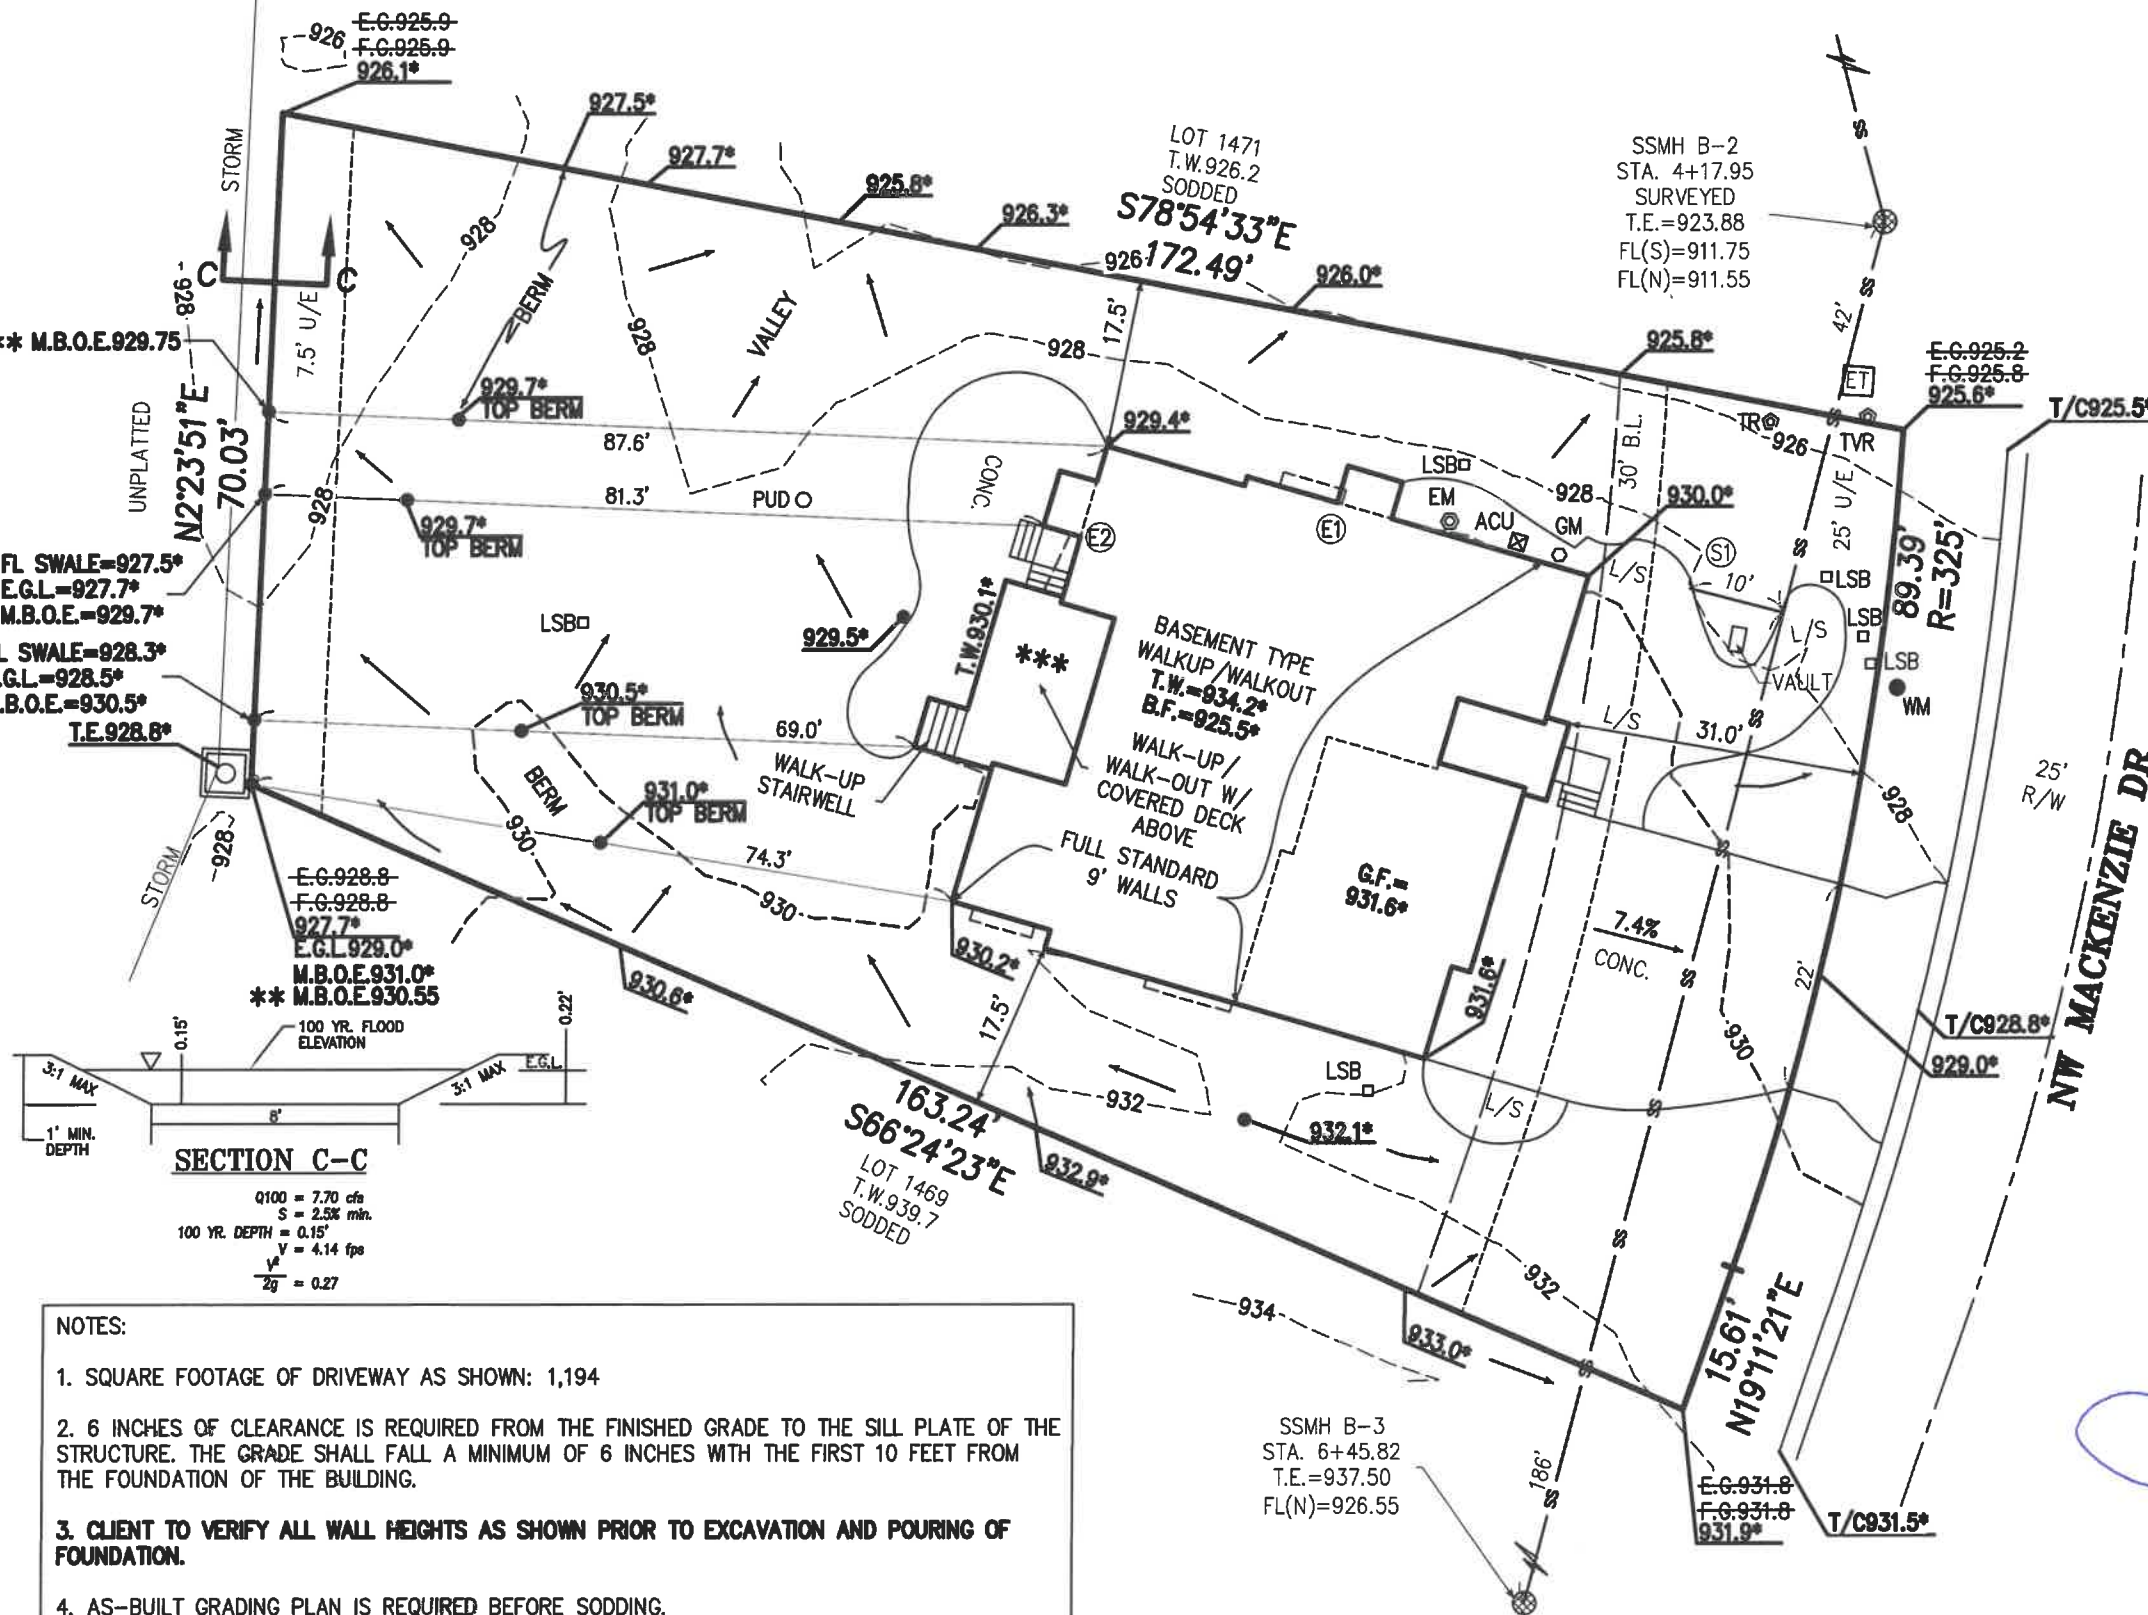 E.G.925.9
F.G.925.9
926.1*
926
STORM
927.5*
927.7*
925.8*
926.3*
LOT 1471
T.W.926.2
SODDED
S78°54'33"E
172.49'
926
926.0*
SSMH B-2
STA. 4+17.95
SURVEYED
T.E.=923.88
FL(S)=911.75
FL(N)=911.55
SS
SS
42'
925.8*
E.G.925.2
F.G.925.8
925.6*
T/C925.5*
ET
TR
TVR
926
928
C
C
928
7.5' U/E
BERM
VALLEY
928
928
17.5'
** M.B.O.E.929.75
UNPLATTED
N2°23'51"E
70.03'
929.7*
TOP BERM
87.6'
929.4*
81.3'
PUD
CONC.
929.7*
TOP BERM
928
E2
E1
LSB
EM
ACU
GM
928
30' B.L.
930.0*
S1
10'
L/S
25' U/E
SS
89.39'
R=325'
LSB
LSB
L/S
LSB
VAULT
WM
FL SWALE=927.5*
E.G.L.=927.7*
M.B.O.E.=929.7*
L SWALE=928.3*
.G.L.=928.5*
.B.O.E.=930.5*
T.E.928.8*
LSB
929.5*
T.W.930.1*
***
BASEMENT TYPE
WALKUP/WALKOUT
T.W.=934.2*
B.F.=925.5*
WALK-UP/
WALK-OUT W/
COVERED DECK
ABOVE
FULL STANDARD
9' WALLS
930.5*
TOP BERM
69.0'
WALK-UP
STAIRWELL
L/S
31.0'
SS
25'
R/W
928
NW MACKENZIE DR
BERM
931.0*
TOP BERM
930
74.3'
930
G.F.=
931.6*
SS
7.4%
CONC.
SS
22'
STORM
928
E.G.928.8
F.G.928.8
927.7*
E.G.L.929.0*
M.B.O.E.931.0*
** M.B.O.E.930.55
930.2*
930.6*
17.5'
931.6*
930
T/C928.8*
929.0*
0.15'
100 YR. FLOOD
ELEVATION
0.22'
3:1 MAX
3:1 MAX
E.G.L.
8'
1' MIN.
DEPTH
SECTION C-C
Q100 = 7.70 cfs
S = 2.5% min.
100 YR. DEPTH = 0.15'
V = 4.14 fps
V²
2g = 0.27
LSB
L/S
SS
932
163.24'
S66°24'23"E
LOT 1469
T.W.939.7
SODDED
932.9*
932.1*
SS
932
934
933.0*
SS
15.61'
N19°11'21"E
SSMH B-3
STA. 6+45.82
T.E.=937.50
FL(N)=926.55
186'
SS
E.G.931.8
F.G.931.8
931.9*
T/C931.5*
NOTES:
1. SQUARE FOOTAGE OF DRIVEWAY AS SHOWN: 1,194
2. 6 INCHES OF CLEARANCE IS REQUIRED FROM THE FINISHED GRADE TO THE SILL PLATE OF THE
STRUCTURE. THE GRADE SHALL FALL A MINIMUM OF 6 INCHES WITH THE FIRST 10 FEET FROM
THE FOUNDATION OF THE BUILDING.
3. CLIENT TO VERIFY ALL WALL HEIGHTS AS SHOWN PRIOR TO EXCAVATION AND POURING OF
FOUNDATION.
4. AS-BUILT GRADING PLAN IS REQUIRED BEFORE SODDING.